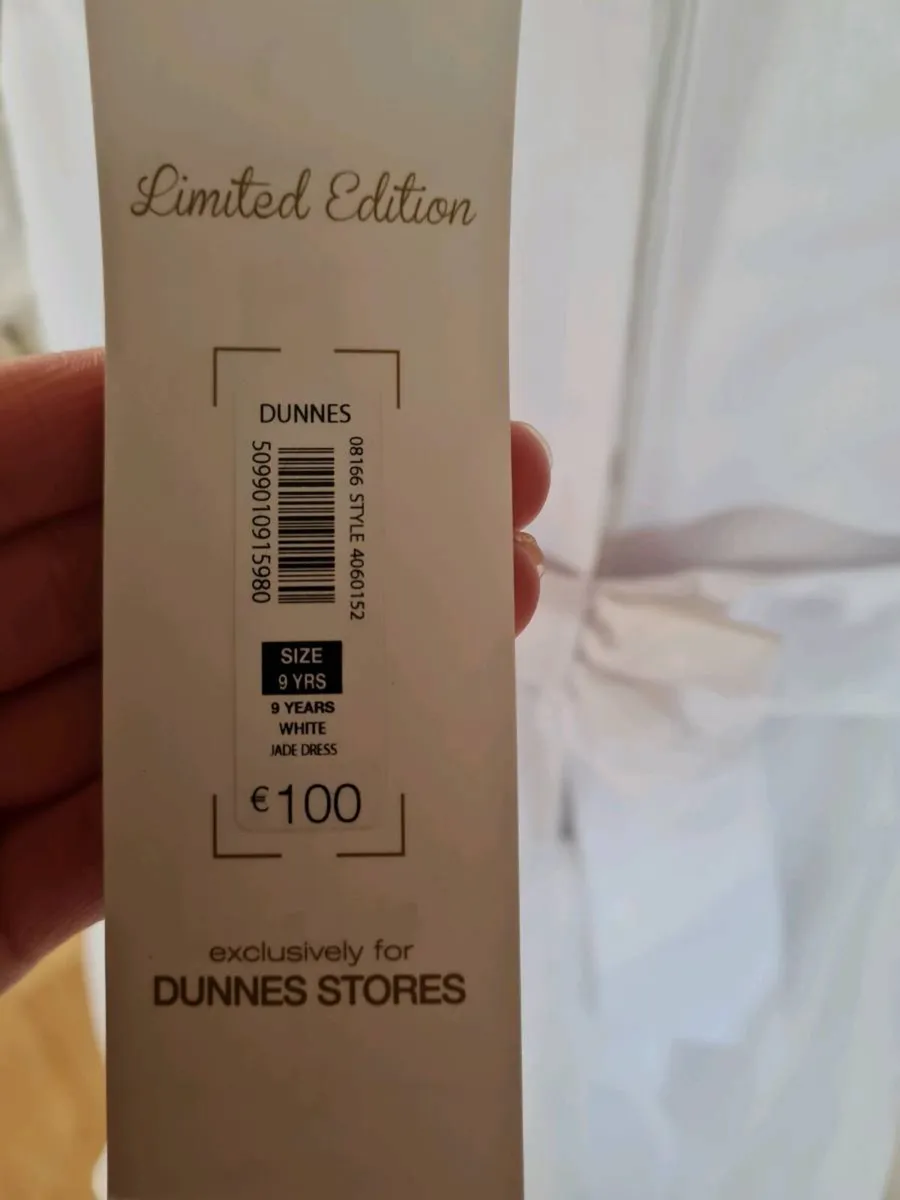 Limited Edition
DUNNES
5099010915980
08166 STYLE 4060152
SIZE
9 YRS
9 YEARS
WHITE
JADE DRESS
€100
exclusively for
DUNNES STORES